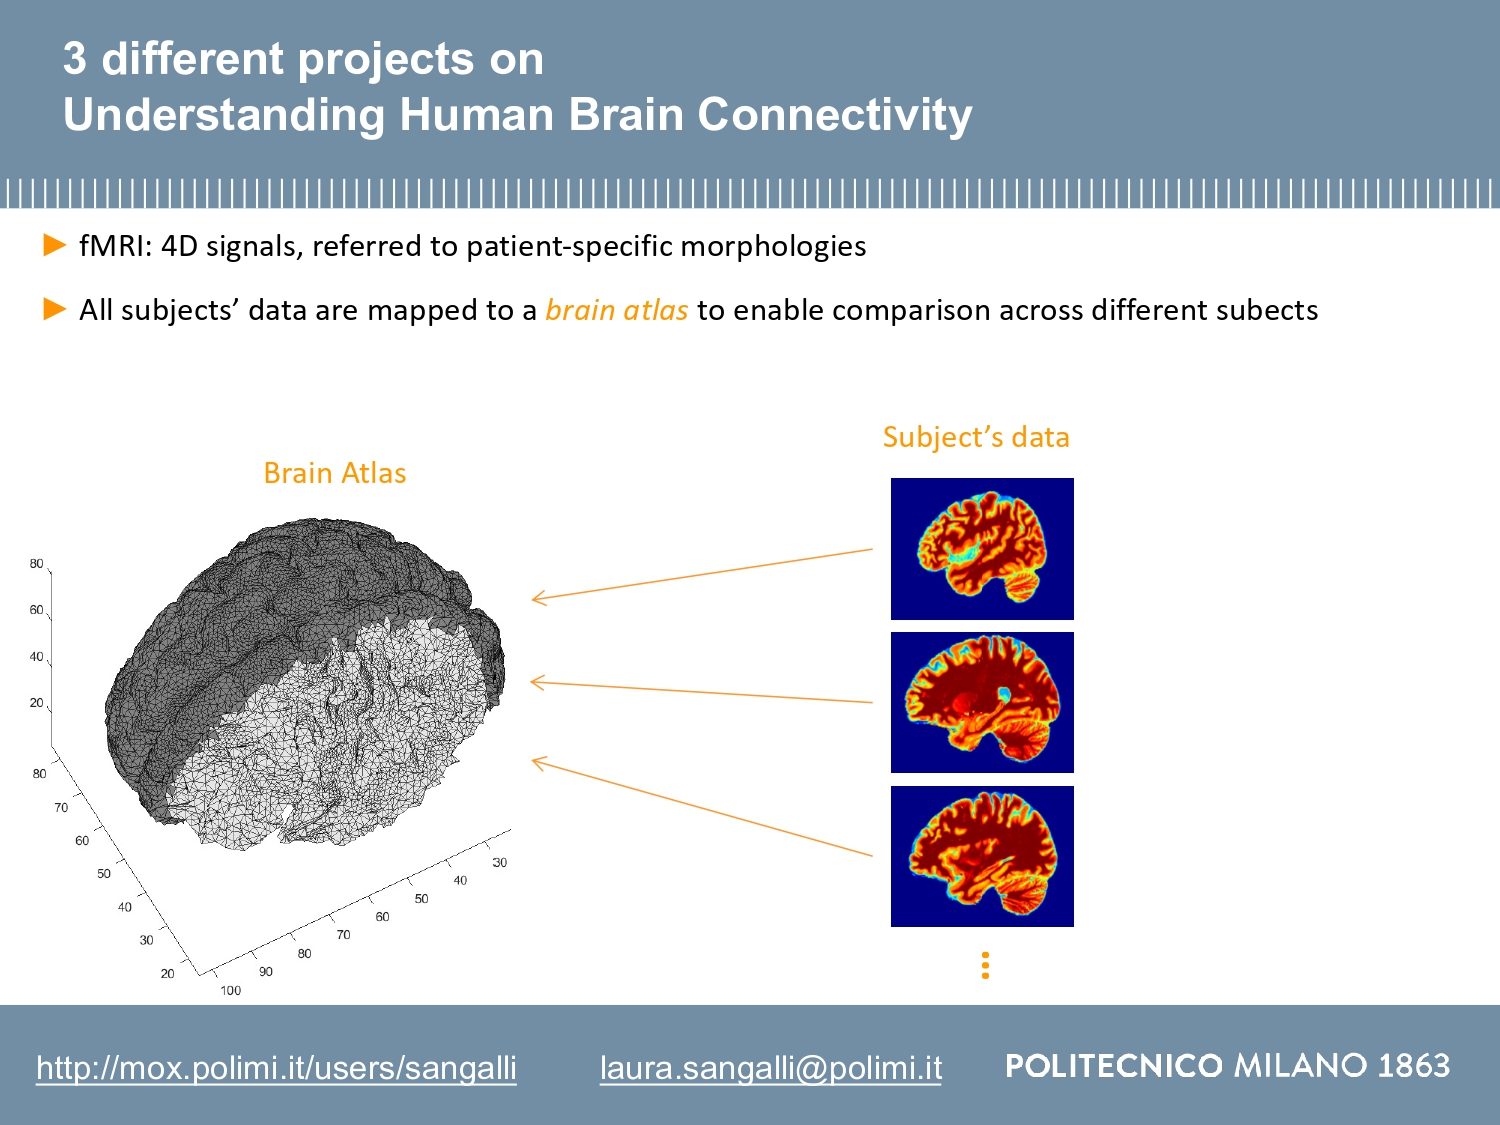 3 different projects on
Understanding Human Brain Connectivity
► fMRI: 4D signals, referred to patient-specific morphologies
► All subjects’ data are mapped to a brain atlas to enable comparison across different subects
Subject’s data
Brain Atlas
80
60
40
20
80
70
60
50
40
30
20
100
90
80
70
60
50
40
30
http://mox.polimi.it/users/sangalli
laura.sangalli@polimi.it
POLITECNICO MILANO 1863